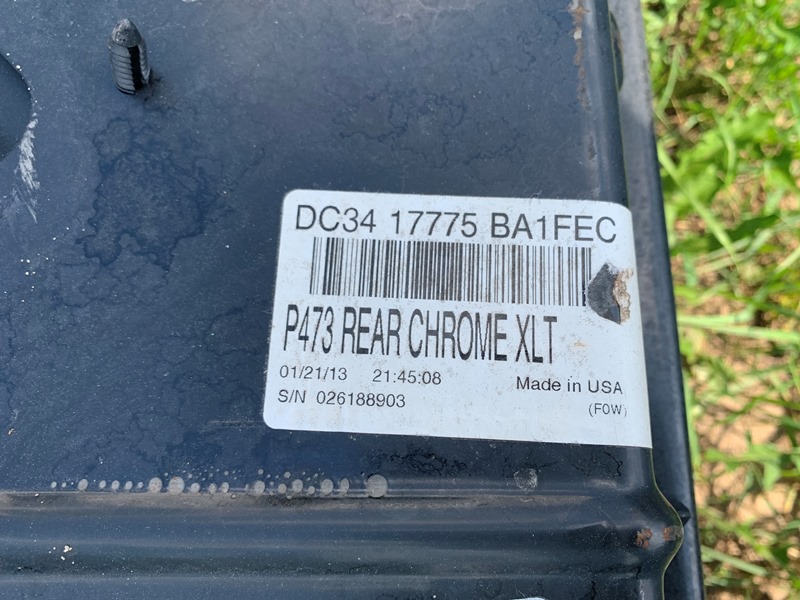 DC34 17775 BA1FEC
P473 REAR CHROME XLT
01/21/13 21:45:08 Made in USA
S/N 026188903 (F0W)